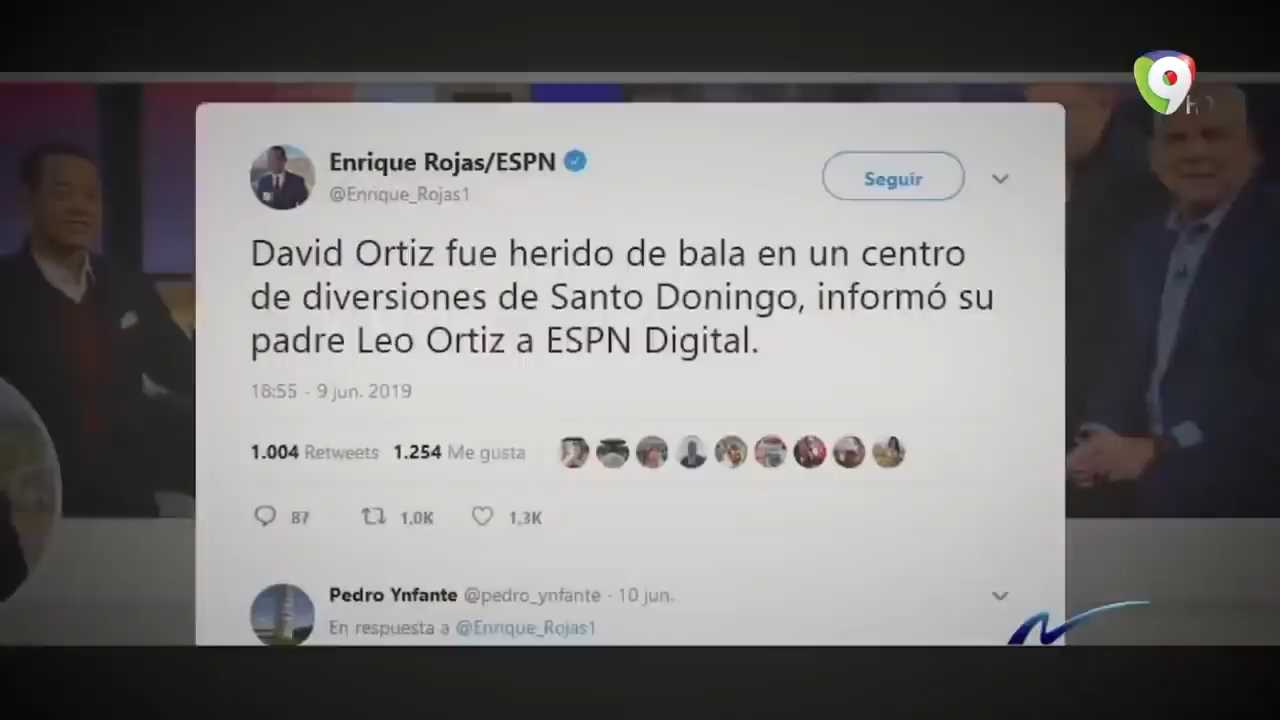 9
HD
Enrique Rojas/ESPN
@Enrique_Rojas1
Seguir
David Ortiz fue herido de bala en un centro
de diversiones de Santo Doningo, informó su
padre Leo Ortiz a ESPN Digital.
18:55 - 9 jun. 2019
1.004 Retweets 1.254 Me gusta
87 1,0K 1,3K
Pedro Ynfante @pedro_ynfante · 10 jun.
En respuesta a @Enrique_Rojas1